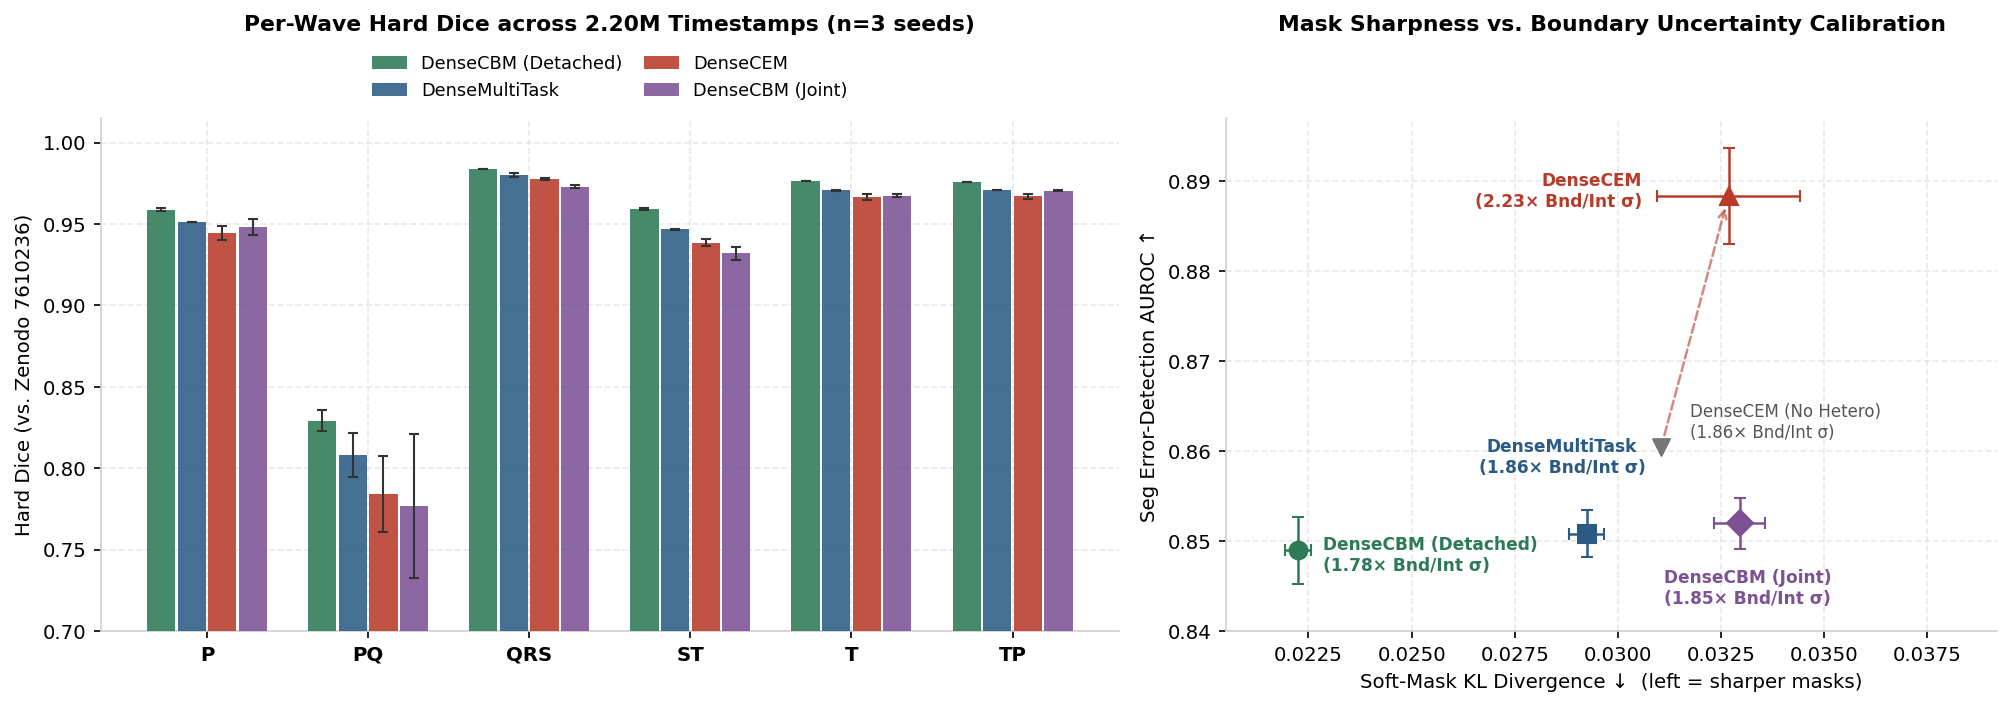 Per-Wave Hard Dice across 2.20M Timestamps (n=3 seeds)
DenseCBM (Detached)
DenseMultiTask
DenseCEM
DenseCBM (Joint)
Hard Dice (vs. Zenodo 7610236)
1.00
0.95
0.90
0.85
0.80
0.75
0.70
P
PQ
QRS
ST
T
TP
Mask Sharpness vs. Boundary Uncertainty Calibration
Seg Error-Detection AUROC ↑
0.89
0.88
0.87
0.86
0.85
0.84
DenseCEM
(2.23× Bnd/Int σ)
DenseCEM (No Hetero)
(1.86× Bnd/Int σ)
DenseMultiTask
(1.86× Bnd/Int σ)
DenseCBM (Detached)
(1.78× Bnd/Int σ)
DenseCBM (Joint)
(1.85× Bnd/Int σ)
0.0225
0.0250
0.0275
0.0300
0.0325
0.0350
0.0375
Soft-Mask KL Divergence ↓ (left = sharper masks)